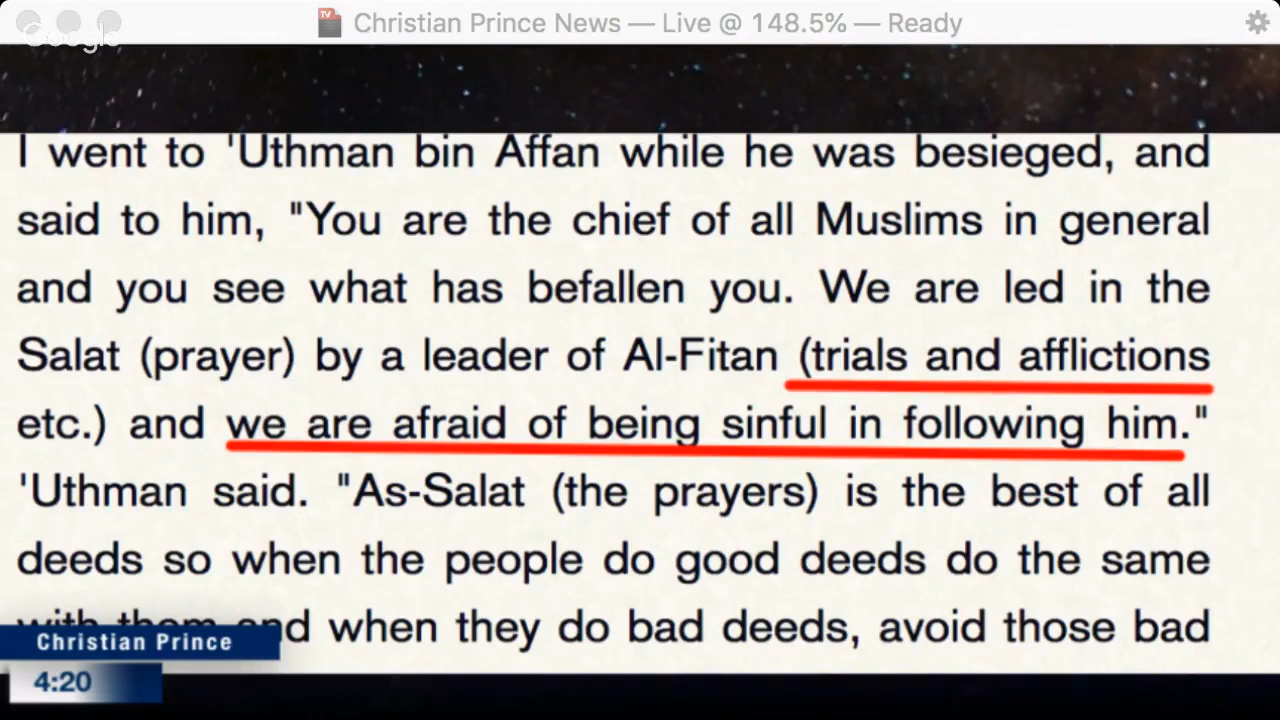 Christian Prince News — Live @ 148.5% — Ready
Google
I went to 'Uthman bin Affan while he was besieged, and
said to him, "You are the chief of all Muslims in general
and you see what has befallen you. We are led in the
Salat (prayer) by a leader of Al-Fitan (trials and afflictions
etc.) and we are afraid of being sinful in following him."
'Uthman said. "As-Salat (the prayers) is the best of all
deeds so when the people do good deeds do the same
with them and when they do bad deeds, avoid those bad
Christian Prince
4:20